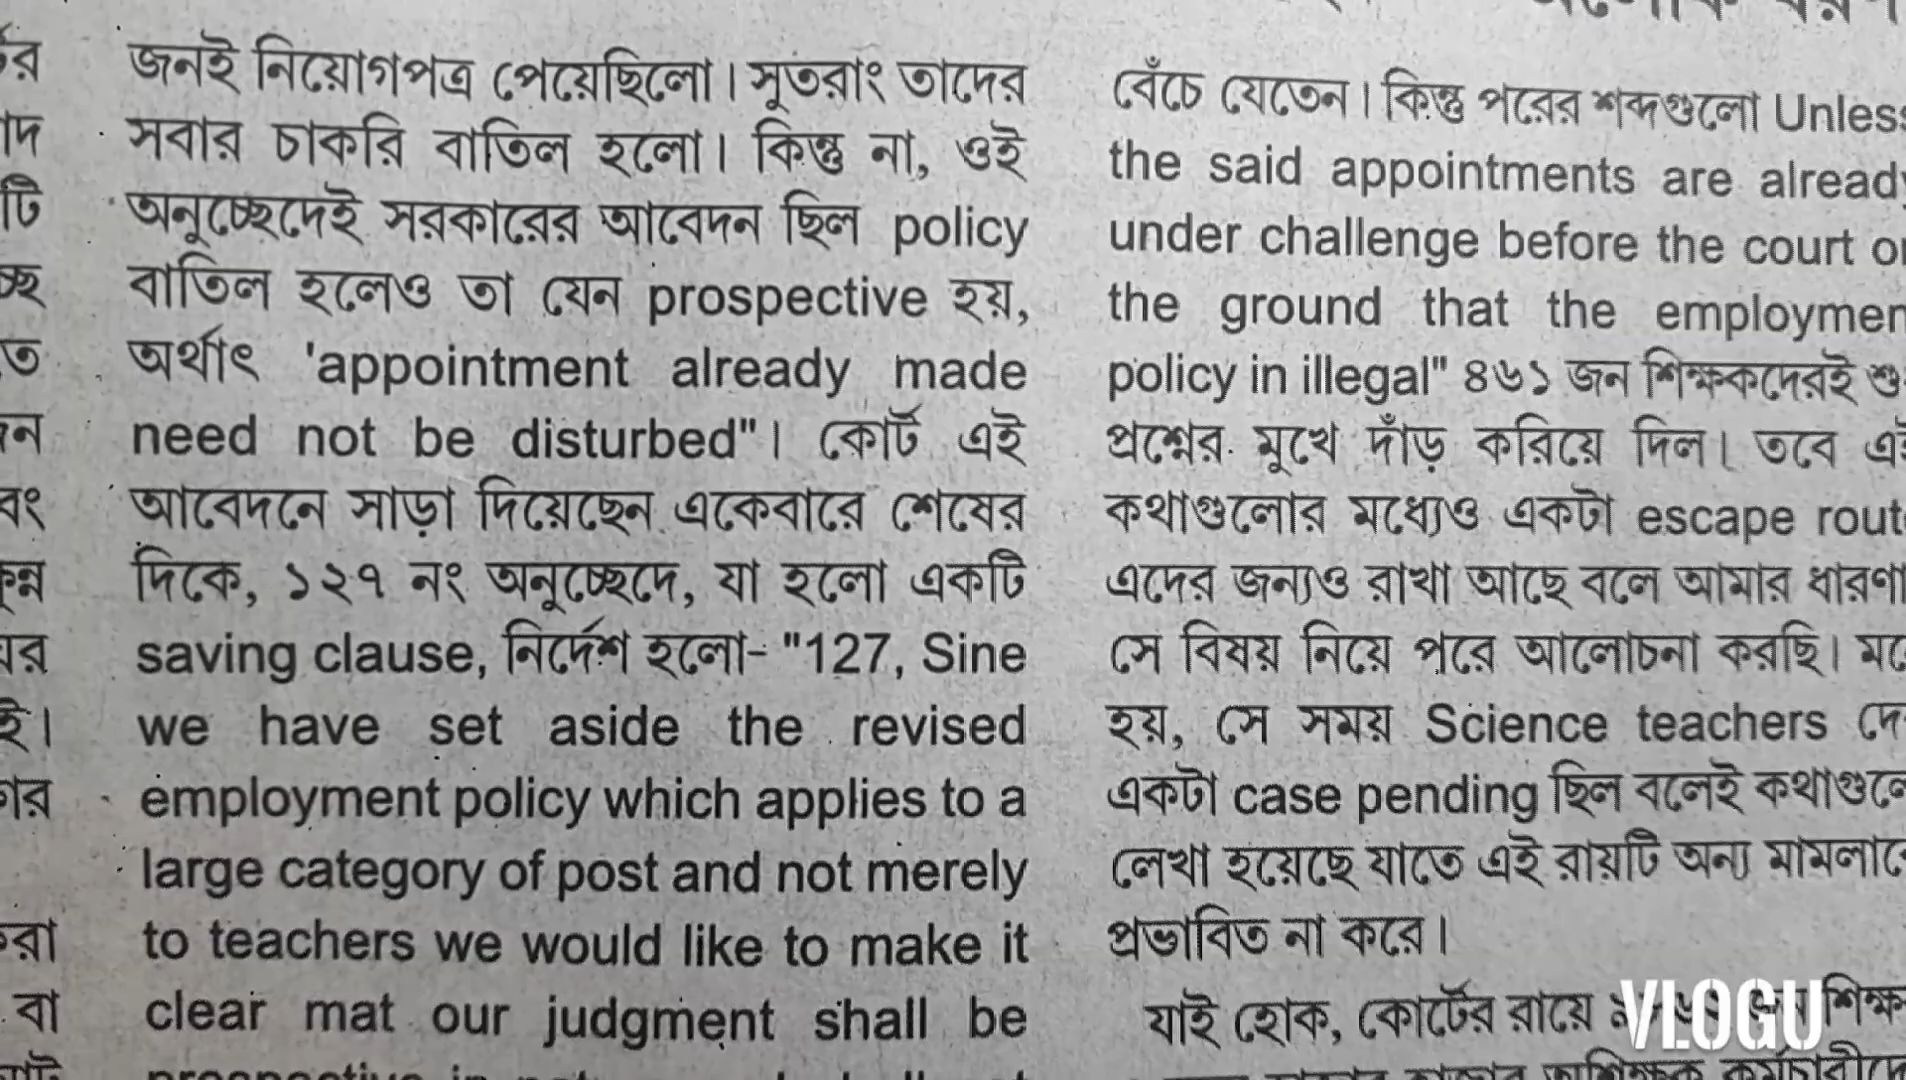 জনই নিয়োগপত্র পেয়েছিলো। সুতরাং তাদের
সবার চাকরি বাতিল হলো। কিন্তু না, ওই
অনুচ্ছেদেই সরকারের আবেদন ছিল policy
বাতিল হলেও তা যেন prospective হয়,
অর্থাৎ 'appointment already made
need not be disturbed"। কোর্ট এই
আবেদনে সাড়া দিয়েছেন একেবারে শেষের
দিকে, ১২৭ নং অনুচ্ছেদে, যা হলো একটি
saving clause, নির্দেশ হলো- "127, Sine
we have set aside the revised
employment policy which applies to a
large category of post and not merely
to teachers we would like to make it
clear mat our judgment shall be
বেঁচে যেতেন। কিন্তু পরের শব্দগুলো Unless
the said appointments are already
under challenge before the court on
the ground that the employmen
policy in illegal" ৪৬১ জন শিক্ষকদেরই
প্রশ্নের মুখে দাঁড় করিয়ে দিল। তবে
কথাগুলোর মধ্যেও একটা escape rout
এদের জন্যও রাখা আছে বলে আমার ধারণা
সে বিষয় নিয়ে পরে আলোচনা করছি।
হয়, সে সময় Science teachers
একটা case pending ছিল বলেই
লেখা হয়েছে যাতে এই রায়টি অন্য
প্রভাবিত না করে।
যাই হোক, কোর্টের রায়ে
VLOGU